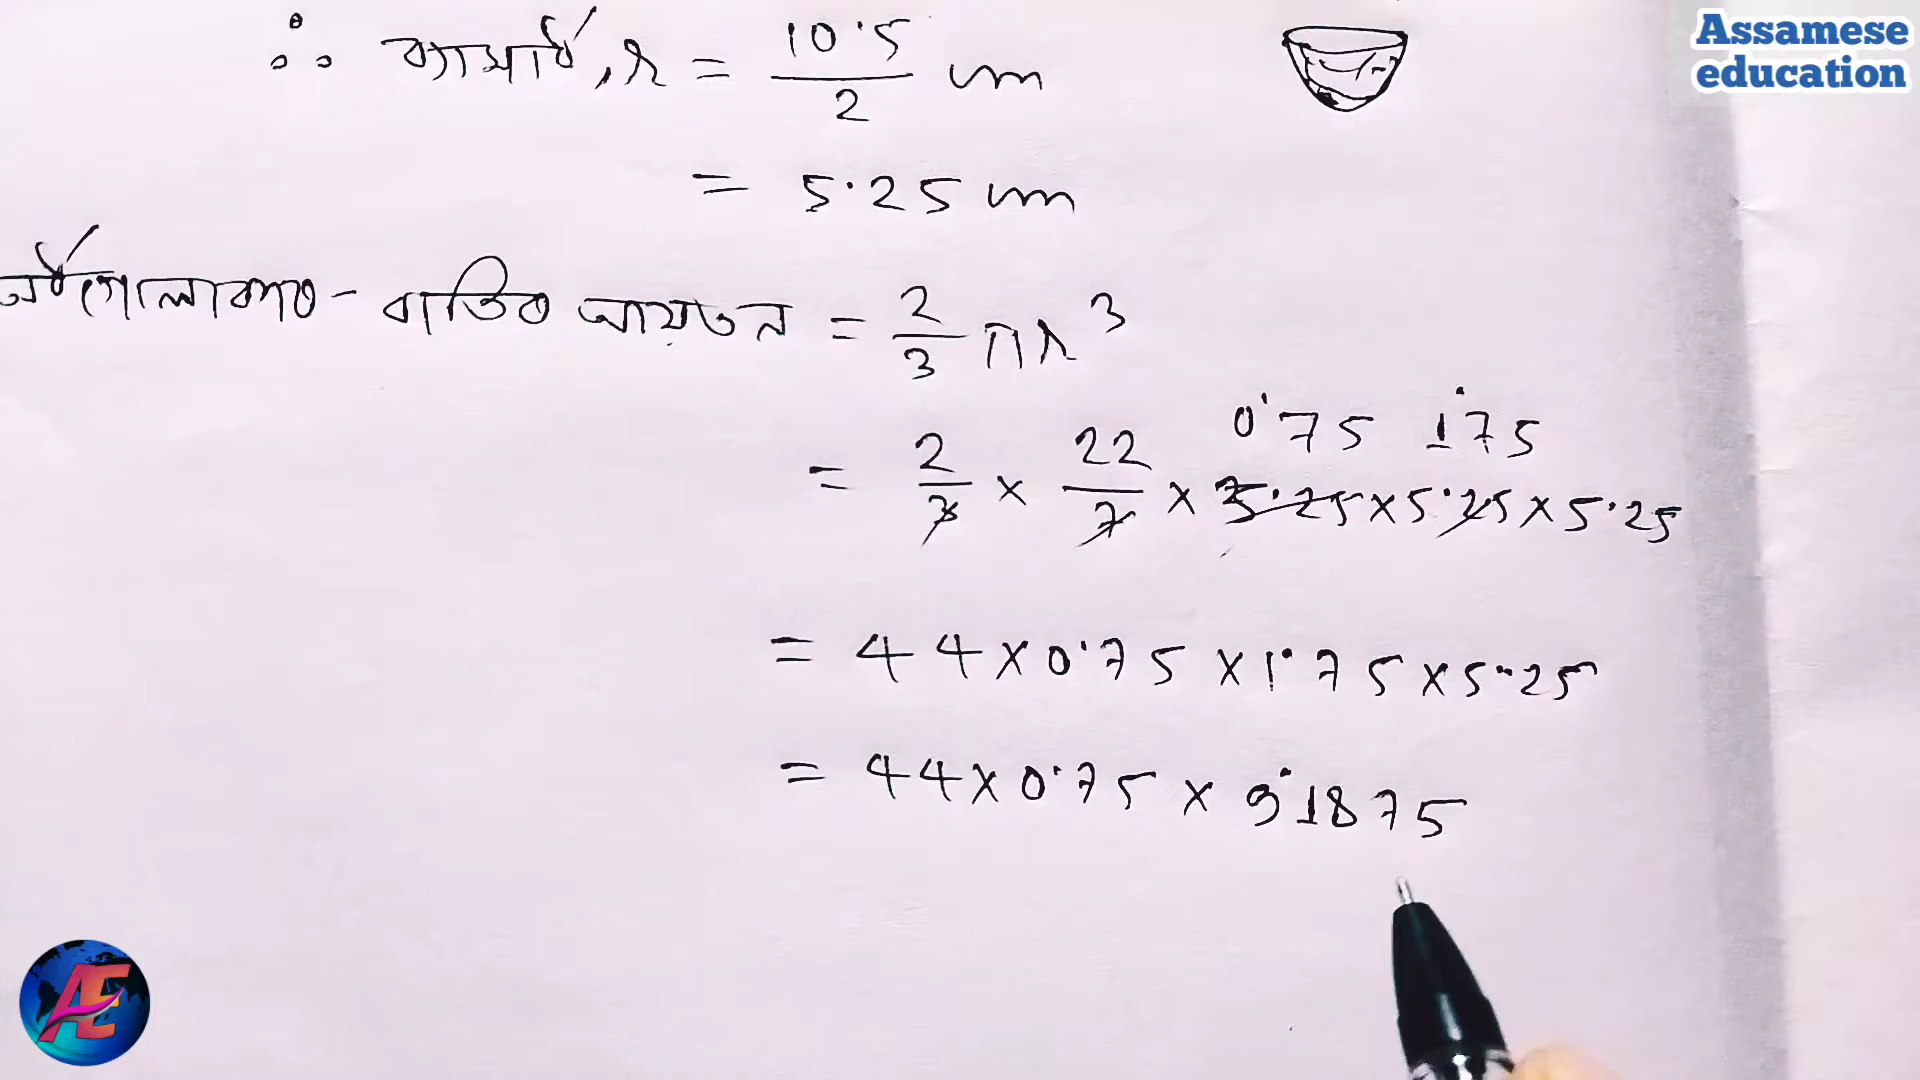 Assamese education
∴ ব্যাসাৰ্ধ, r = 10.5/2 cm
= 5.25 cm
অৰ্ধগোলাকাৰ - বাতিৰ আয়তন = 2/3 πr³
0.75 1.75
= 2/3 × 22/7 × 5.25 × 5.25 × 5.25
= 44 × 0.75 × 1.75 × 5.25
= 44 × 0.75 × 9.1875
AE